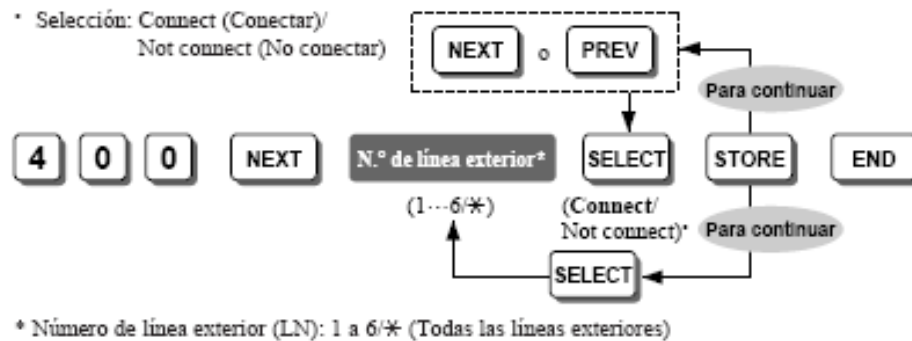 • Selección: Connect (Conectar)/
Not connect (No conectar)
NEXT o PREV
Para continuar
4 0 0 NEXT N.º de línea exterior* SELECT STORE END
(1···6/✳) (Connect/
Not connect)• Para continuar
SELECT
* Número de línea exterior (LN): 1 a 6/✳ (Todas las líneas exteriores)